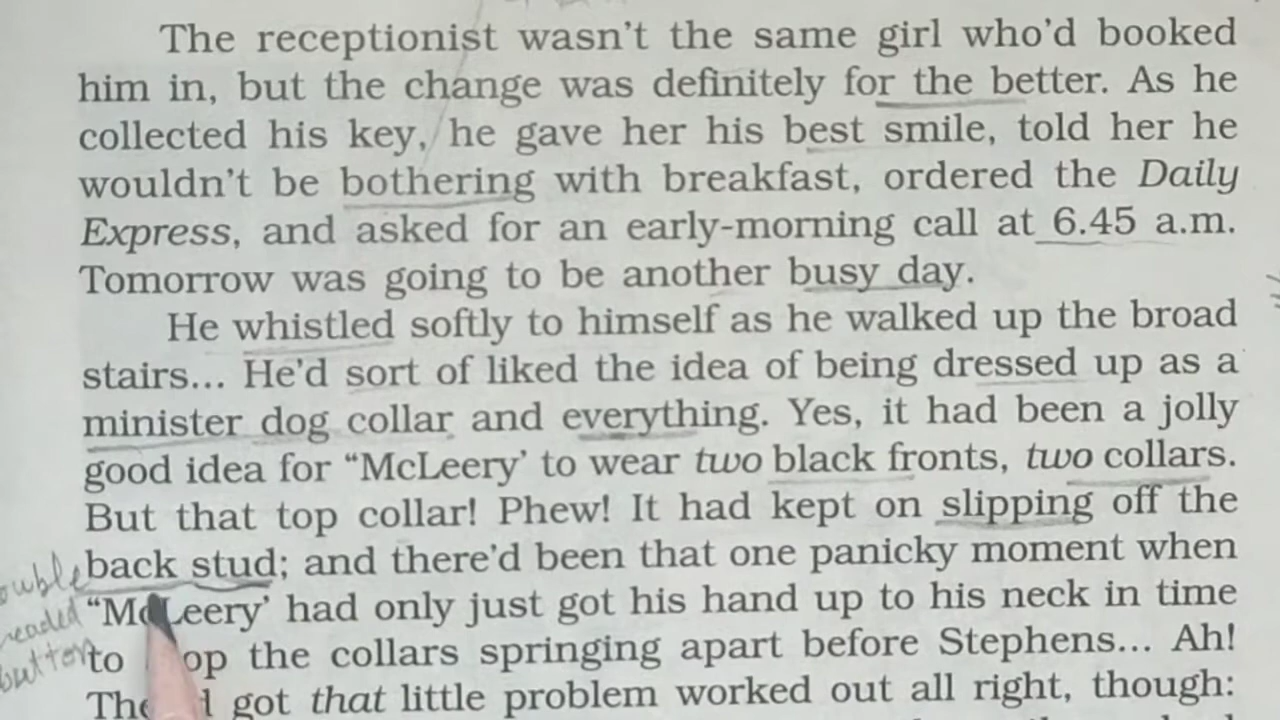 The receptionist wasn't the same girl who'd booked
him in, but the change was definitely for the better. As he
collected his key, he gave her his best smile, told her he
wouldn't be bothering with breakfast, ordered the Daily
Express, and asked for an early-morning call at 6.45 a.m.
Tomorrow was going to be another busy day.
He whistled softly to himself as he walked up the broad
stairs... He'd sort of liked the idea of being dressed up as a
minister dog collar and everything. Yes, it had been a jolly
good idea for “McLeery’ to wear two black fronts, two collars.
But that top collar! Phew! It had kept on slipping off the
back stud; and there'd been that one panicky moment when
“McLeery’ had only just got his hand up to his neck in time
to the collars springing apart before Stephens... Ah!
got that little problem worked out all right, though:
button